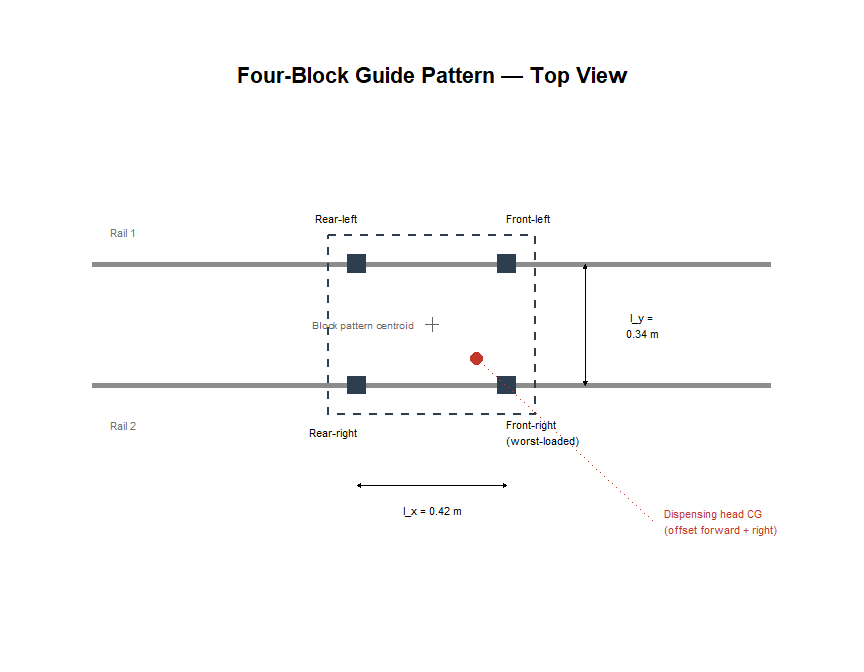 Four-Block Guide Pattern — Top View
Rear-left
Front-left
Rail 1
l_y =
0.34 m
Block pattern centroid
Rail 2
Rear-right
Front-right
(worst-loaded)
l_x = 0.42 m
Dispensing head CG
(offset forward + right)